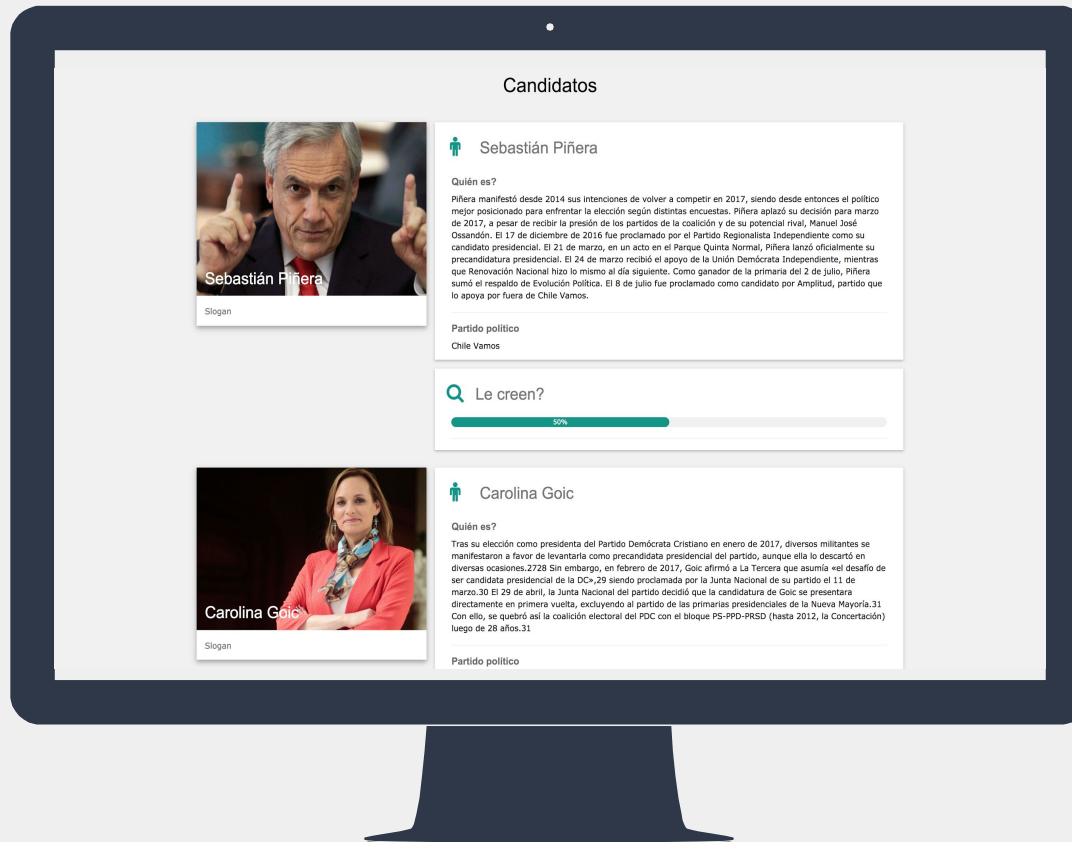 Candidatos
Sebastián Piñera
Slogan
Sebastián Piñera
Quién es?
Piñera manifestó desde 2014 sus intenciones de volver a competir en 2017, siendo desde entonces el político
mejor posicionado para enfrentar la elección según distintas encuestas. Piñera aplazó su decisión para marzo
de 2017, a pesar de recibir la presión de los partidos de la coalición y de su potencial rival, Manuel José
Ossandón. El 17 de diciembre de 2016 fue proclamado por el Partido Regionalista Independiente como su
candidato presidencial. El 21 de marzo, en un acto en el Parque Quinta Normal, Piñera lanzó oficialmente su
precandidatura presidencial. El 24 de marzo recibió el apoyo de la Unión Demócrata Independiente, mientras
que Renovación Nacional hizo lo mismo al día siguiente. Como ganador de la primaria del 2 de julio, Piñera
sumó el respaldo de Evolución Política. El 8 de julio fue proclamado como candidato por Amplitud, partido que
lo apoya por fuera de Chile Vamos.
Partido político
Chile Vamos
Le creen?
50%
Carolina Goic
Slogan
Carolina Goic
Quién es?
Tras su elección como presidenta del Partido Demócrata Cristiano en enero de 2017, diversos militantes se
manifestaron a favor de levantarla como precandidata presidencial del partido, aunque ella lo descartó en
diversas ocasiones.2728 Sin embargo, en febrero de 2017, Goic afirmó a La Tercera que asumía «el desafío de
ser candidata presidencial de la DC»,29 siendo proclamada por la Junta Nacional de su partido el 11 de
marzo.30 El 29 de abril, la Junta Nacional del partido decidió que la candidatura de Goic se presentara
directamente en primera vuelta, excluyendo al partido de las primarias presidenciales de la Nueva Mayoría.31
Con ello, se quebró así la coalición electoral del PDC con el bloque PS-PPD-PRSD (hasta 2012, la Concertación)
luego de 28 años.31
Partido político